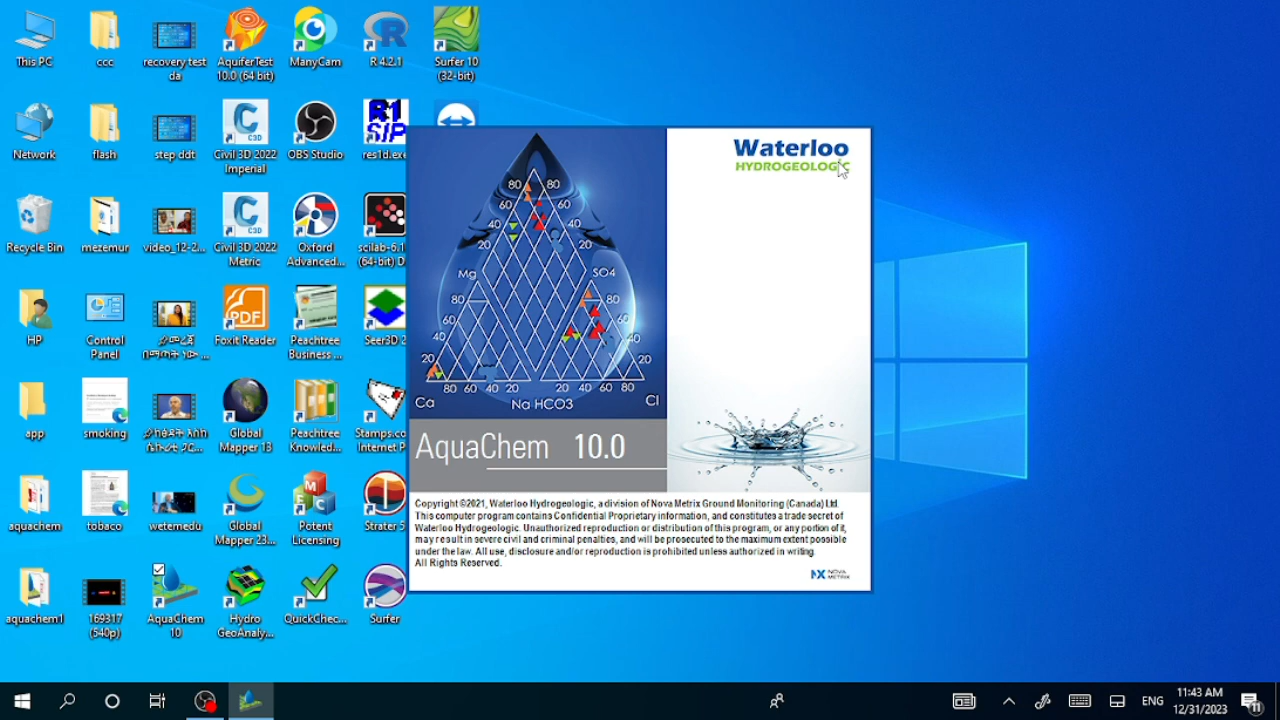 This PC
ccc
recovery test
da
AquiferTest
10.0 (64 bit)
ManyCam
R 4.2.1
Surfer 10
(32-bit)
Network
flash
step ddt
Civil 3D 2022
Imperial
OBS Studio
res1d.exe
Recycle Bin
mezemur
video_12-2...
Civil 3D 2022
Metric
Oxford
Advanced...
scilab-6.1
(64-bit) D
HP
Control
Panel
Foxit Reader
Peachtree
Business ...
Seer3D 2
app
smoking
Global
Mapper 13
Peachtree
Knowled...
Stamps.co
Internet P
aquachem
tobaco
wetemedu
Global
Mapper 23...
Potent
Licensing
Strater 5
aquachem1
169317
(540p)
AquaChem
10
Hydro
GeoAnaly...
QuickChec...
Surfer
Waterloo
HYDROGEOLOGIC
80 80
60 60
40 40
20 20
Mg SO4
80 80
60 60
40 40
20 20
80 60 40 20 20 40 60 80
Ca Na HCO3 Cl
AquaChem 10.0
Copyright ©2021, Waterloo Hydrogeologic, a division of Nova Metrix Ground Monitoring (Canada) Ltd.
This computer program contains Confidential Proprietary information, and constitutes a trade secret of
Waterloo Hydrogeologic. Unauthorized reproduction or distribution of this program, or any portion of it,
may result in severe civil and criminal penalties, and will be prosecuted to the maximum extent possible
under the law. All use, disclosure and/or reproduction is prohibited unless authorized in writing.
All Rights Reserved.
NOVA
METRIX
ENG
11:43 AM
12/31/2023
11